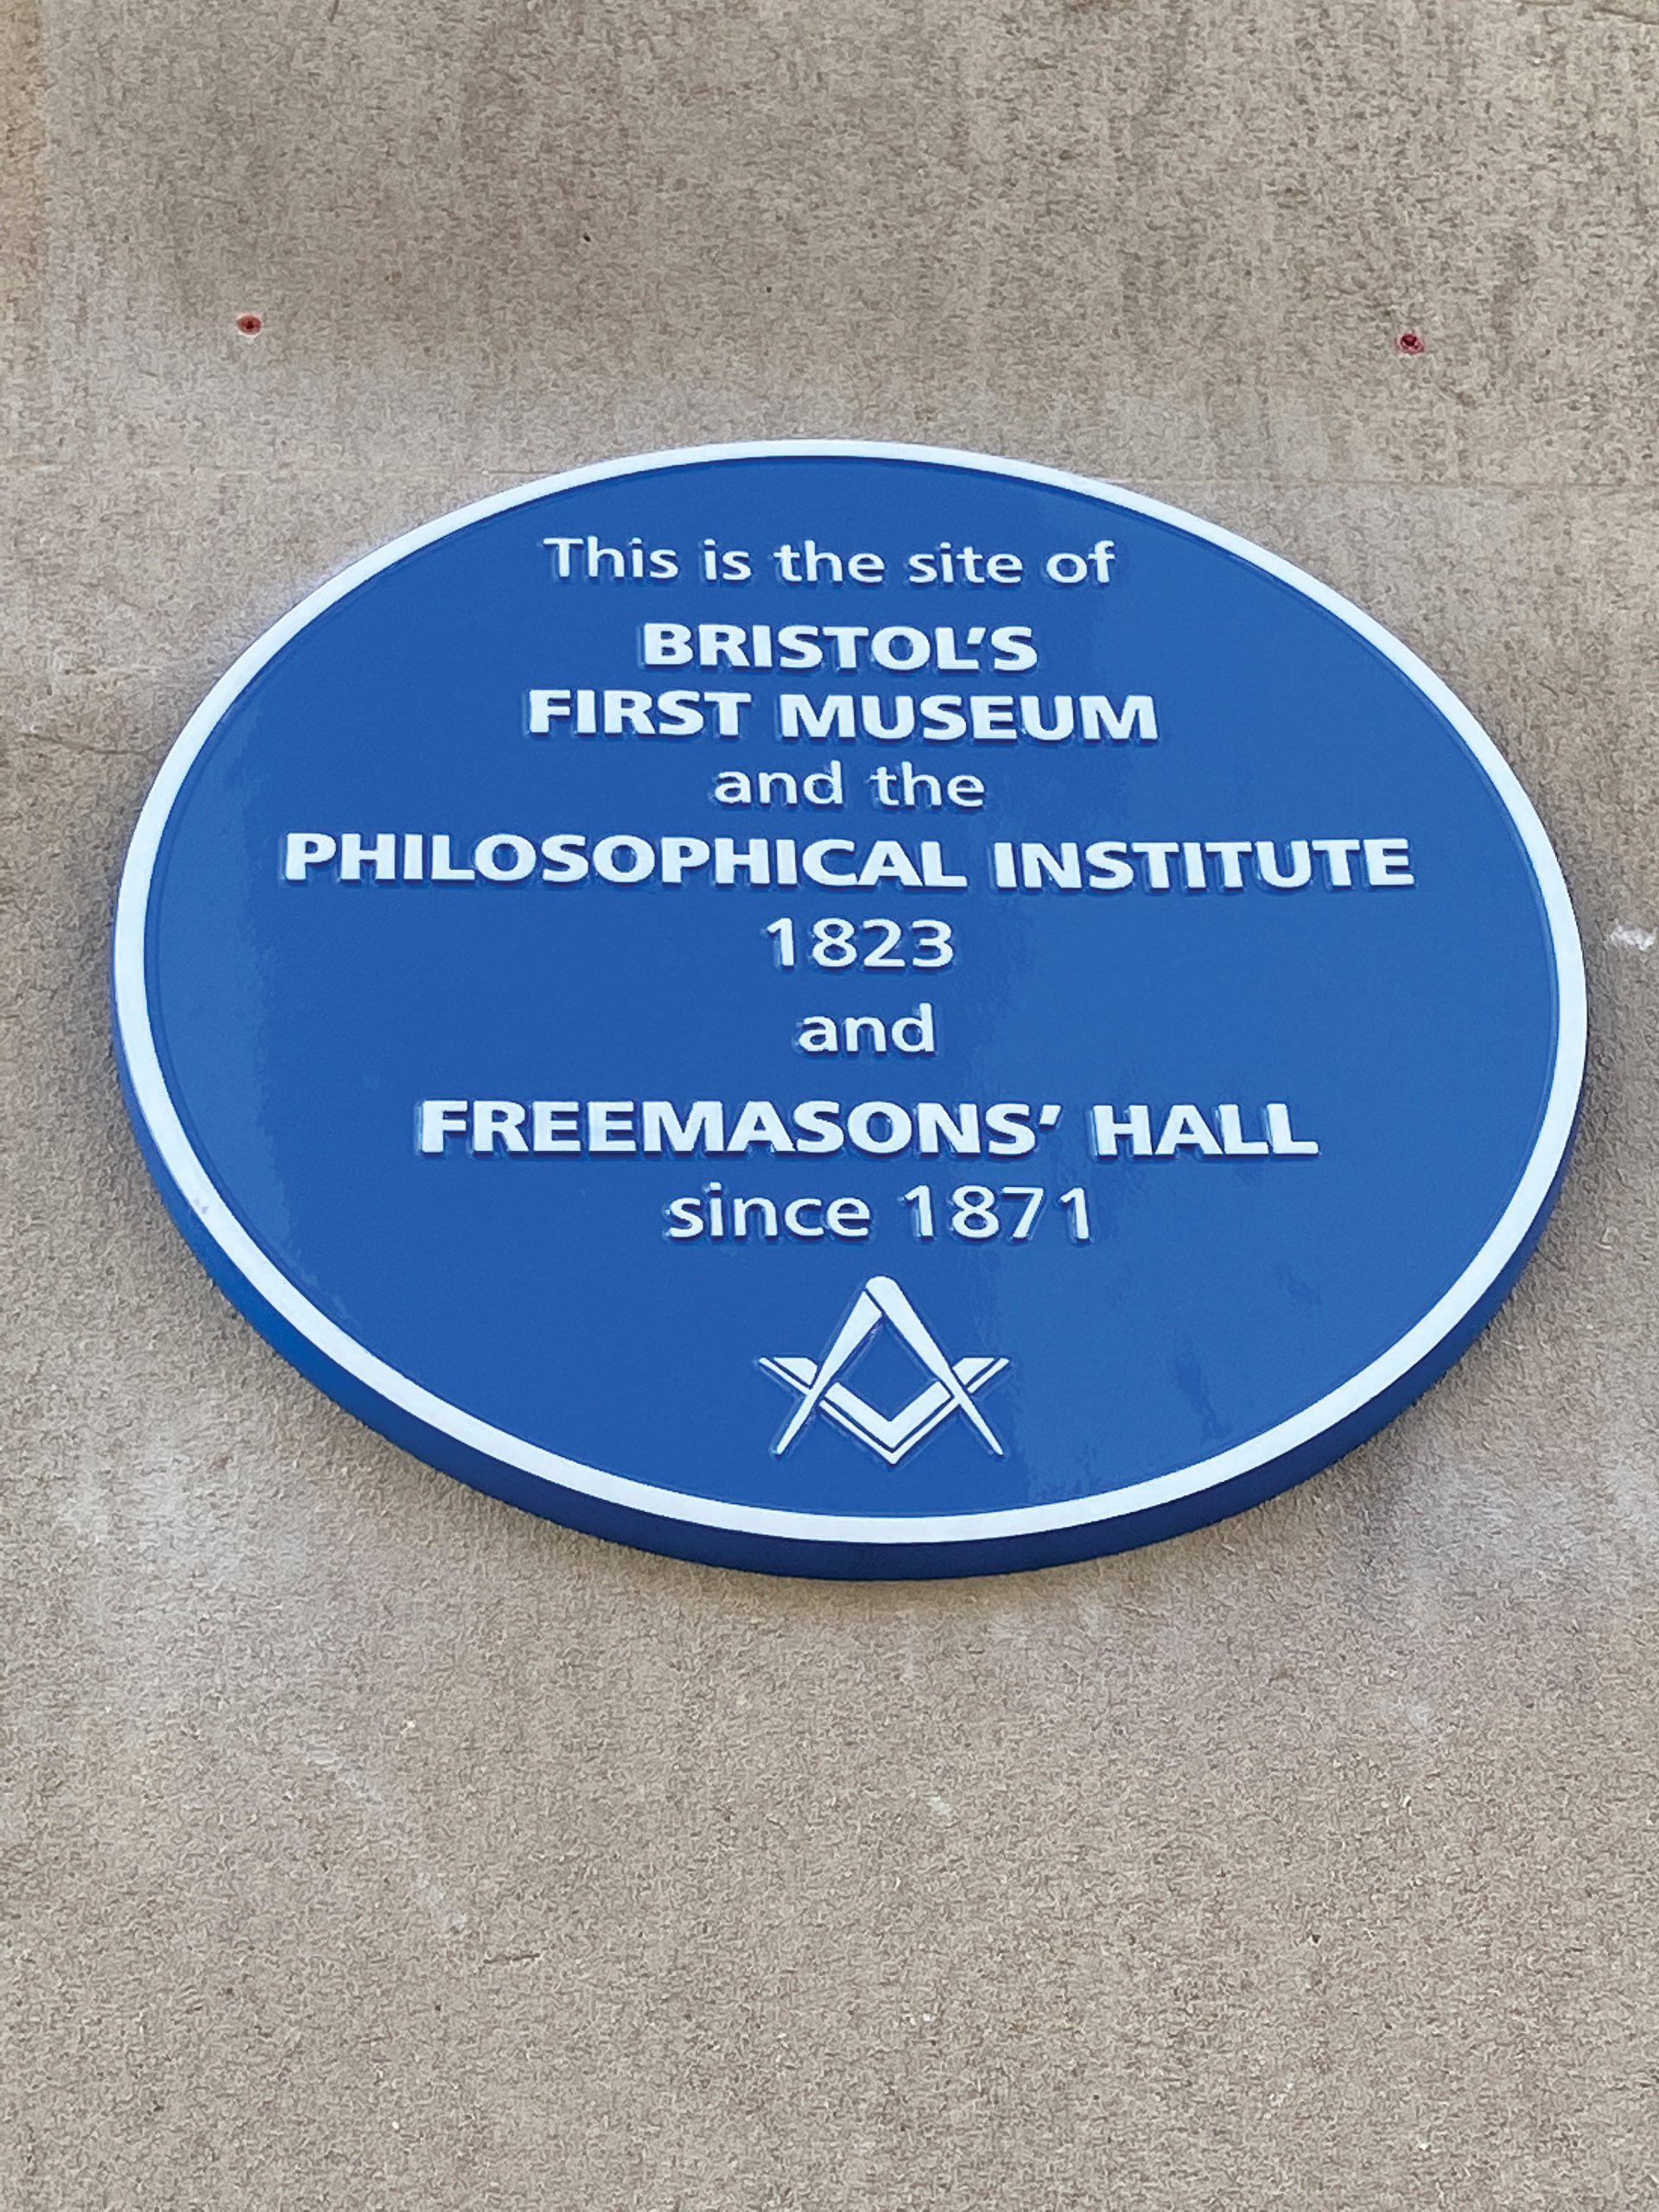 This is the site of
BRISTOL'S
FIRST MUSEUM
and the
PHILOSOPHICAL INSTITUTE
1823
and
FREEMASONS’ HALL
since 1871